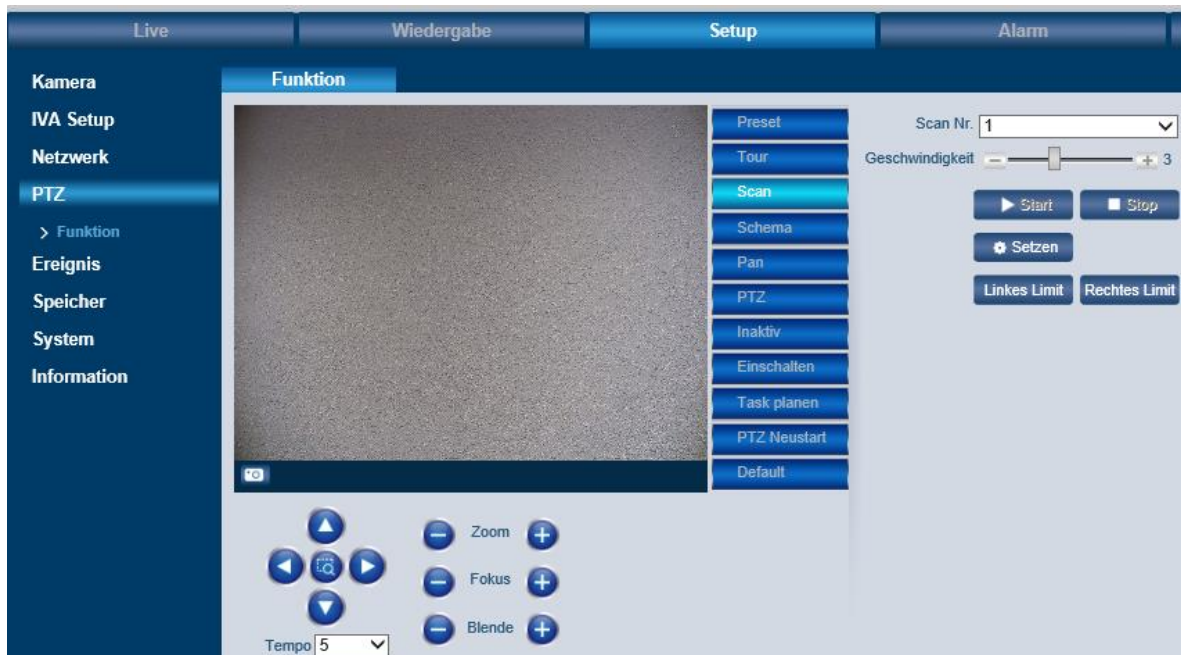 Live
Wiedergabe
Setup
Alarm
Kamera
IVA Setup
Netzwerk
PTZ
> Funktion
Ereignis
Speicher
System
Information
Funktion
Preset
Tour
Scan
Schema
Pan
PTZ
Inaktiv
Einschalten
Task planen
PTZ Neustart
Default
Scan Nr. 1
Geschwindigkeit 3
Start
Stop
Setzen
Linkes Limit
Rechtes Limit
Zoom
Fokus
Blende
Tempo 5